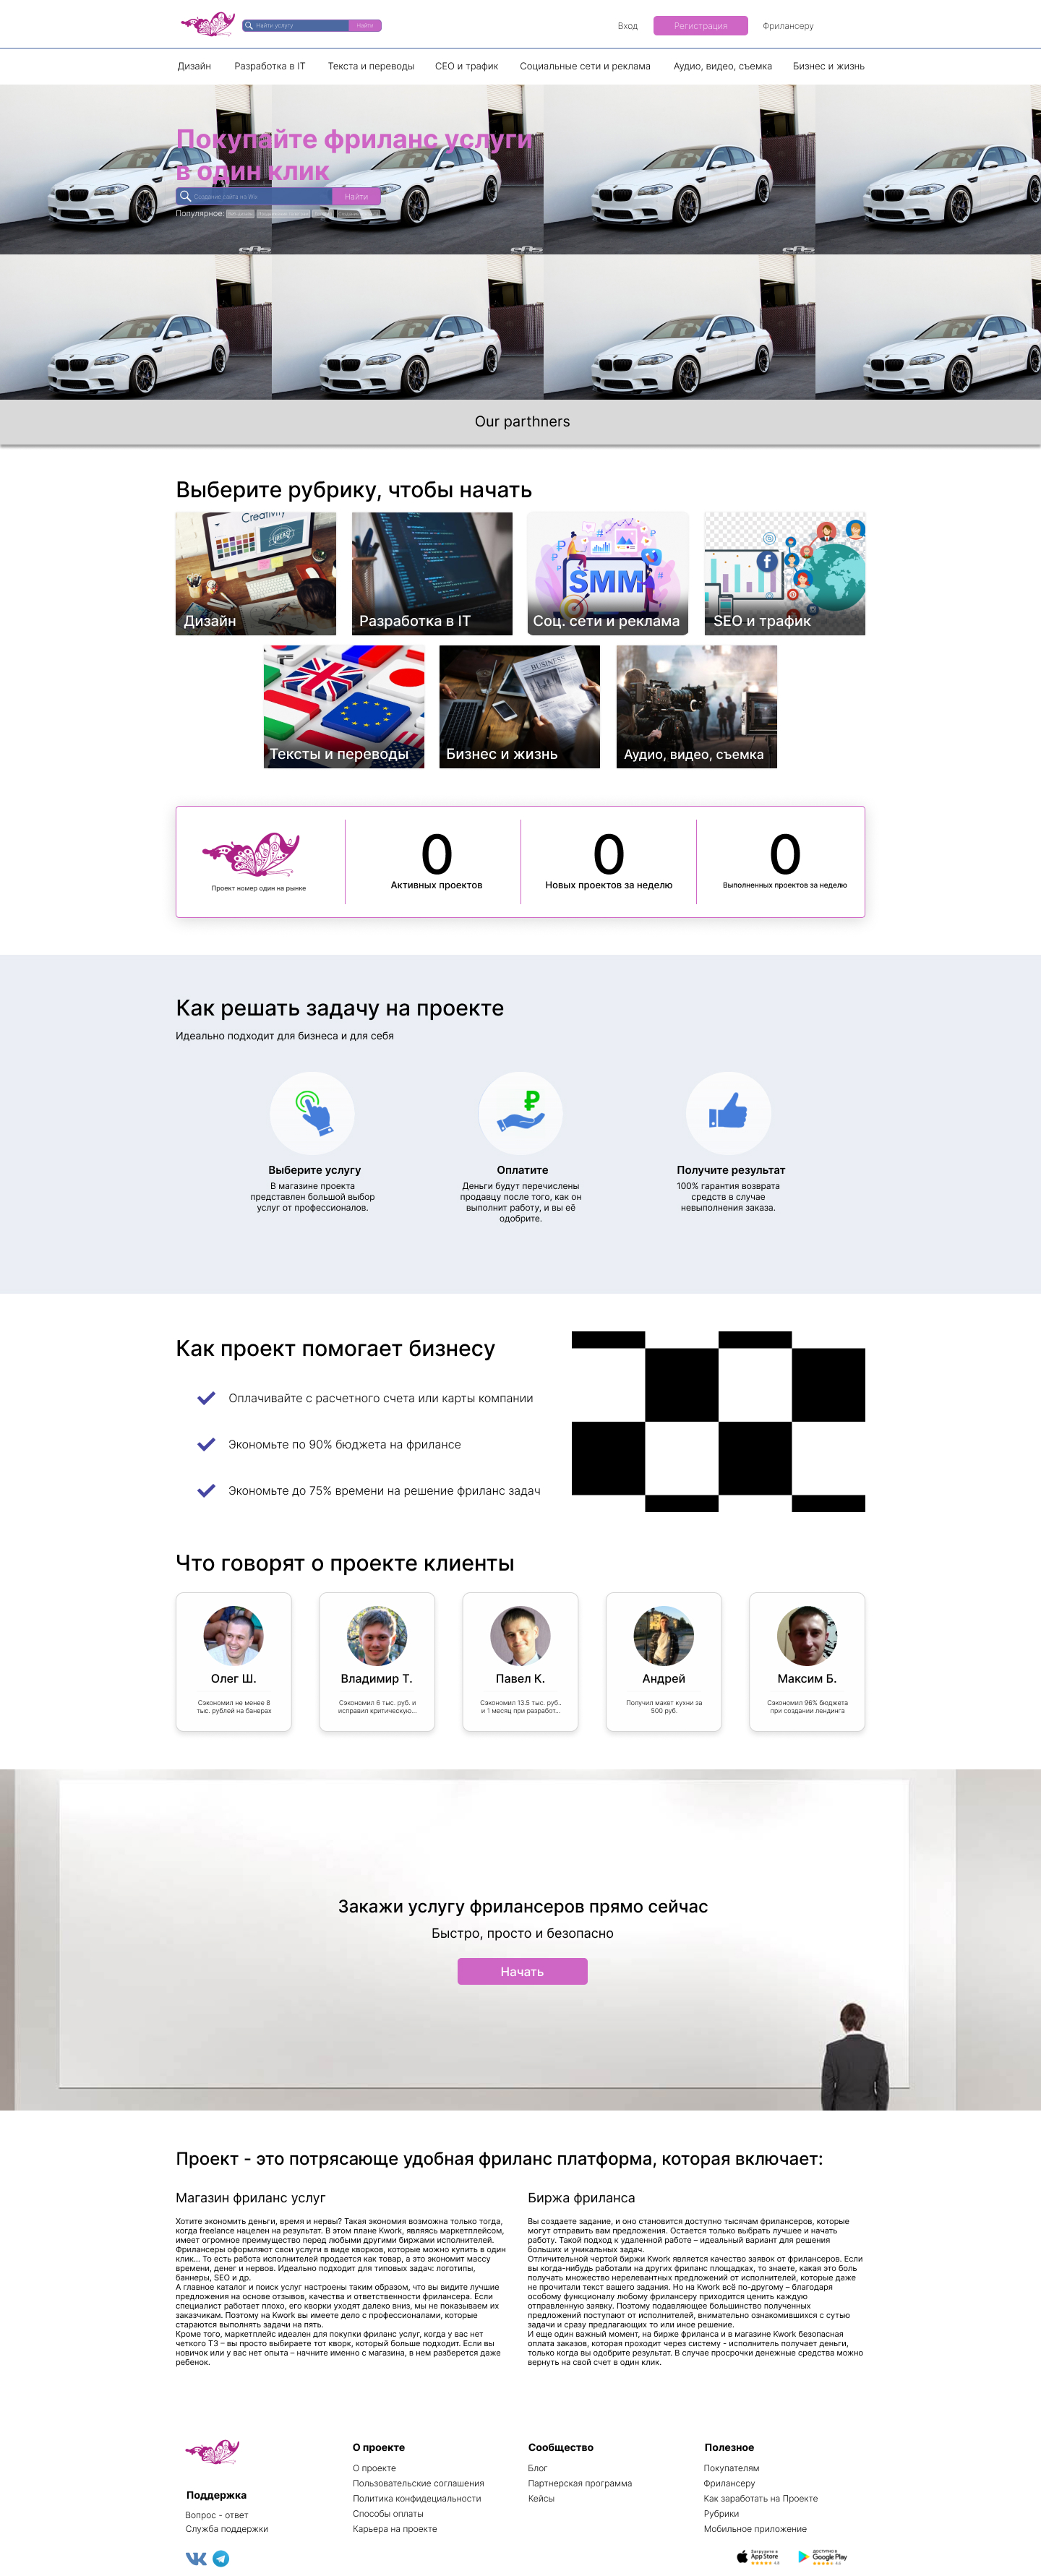 Найти услугу
Найти
Вход
Регистрация
Фрилансеру
Дизайн
Разработка в IT
Текста и переводы
СЕО и трафик
Социальные сети и реклама
Аудио, видео, съемка
Бизнес и жизнь
Покупайте фриланс услуги
в один клик
Создание сайта на Wo
Найти
Популярное:
Our parthners
Выберите рубрику, чтобы начать
Дизайн
Разработка в IT
Соц. сети и реклама
SEO и трафик
Тексты и переводы
Бизнес и жизнь
Аудио, видео, съемка
Проект номер один на рынке
0
Активных проектов
0
Новых проектов за неделю
0
Выполненных проектов за неделю
Как решать задачу на проекте
Идеально подходит для бизнеса и для себя
Выберите услугу
В магазине проекта
представлен большой выбор
услуг от профессионалов.
Оплатите
Деньги будут перечислены
продавцу после того, как он
выполнит работу, и вы её
одобрите.
Получите результат
100% гарантия возврата
средств в случае
невыполнения заказа.
Как проект помогает бизнесу
Оплачивайте с расчетного счета или карты компании
Экономьте по 90% бюджета на фрилансе
Экономьте до 75% времени на решение фриланс задач
Что говорят о проекте клиенты
Олег Ш.
Сэкономил не менее 8
тыс. рублей на банерах
Владимир Т.
Сэкономил 6 тыс. руб. и
исправил критическую...
Павел К.
Сэкономил 13.5 тыс. руб..
и 1 месяц при разработ...
Андрей
Получил макет кухни за
500 руб.
Максим Б.
Сэкономил 96% бюджета
при создании лендинга
Закажи услугу фрилансеров прямо сейчас
Быстро, просто и безопасно
Начать
Проект - это потрясающе удобная фриланс платформа, которая включает:
Магазин фриланс услуг
Хотите экономить деньги, время и нервы? Такая экономия возможна только тогда,
когда freelance нацелен на результат. В этом плане Kwork, являясь маркетплейсом,
имеет огромное преимущество перед любыми другими биржами исполнителей.
Фрилансеры оформляют свои услуги в виде кворков, которые можно купить в один
клик... То есть работа исполнителей продается как товар, а это экономит массу
времени, денег и нервов. Идеально подходит для типовых задач: логотипы,
баннеры, SEO и др.
А главное каталог и поиск услуг настроены таким образом, что вы видите лучшие
предложения на основе отзывов, качества и ответственности фрилансера. Если
специалист работает плохо, его кворки уходят далеко вниз, мы не показываем их
заказчикам. Поэтому на Kwork вы имеете дело с профессионалами, которые
стараются выполнять задачи на пять.
Кроме того, маркетплейс идеален для покупки фриланс услуг, когда у вас нет
четкого ТЗ – вы просто выбираете тот кворк, который больше подходит. Если вы
новичок или у вас нет опыта – начните именно с магазина, в нем разберется даже
ребенок.
Биржа фриланса
Вы создаете задание, и оно становится доступно тысячам фрилансеров, которые
могут отправить вам предложения. Остается только выбрать лучшее и начать
работу. Такой подход к удаленной работе – идеальный вариант для решения
больших и уникальных задач.
Отличительной чертой биржи Kwork является качество заявок от фрилансеров. Если
вы когда-нибудь работали на других фриланс площадках, то знаете, какая это боль
получать множество нерелевантных предложений от исполнителей, которые даже
не прочитали текст вашего задания. Но на Kwork всё по-другому – благодаря
особому функционалу любому фрилансеру приходится ценить каждую
отправленную заявку. Поэтому подавляющее большинство полученных
предложений поступают от исполнителей, внимательно ознакомившихся с сутью
задачи и сразу предлагающих то или иное решение.
И еще один важный момент, на бирже фриланса и в магазине Kwork безопасная
оплата заказов, которая проходит через систему - исполнитель получает деньги,
только когда вы одобрите результат. В случае просрочки денежные средства можно
вернуть на свой счет в один клик.
Поддержка
Вопрос - ответ
Служба поддержки
О проекте
О проекте
Пользовательские соглашения
Политика конфидециальности
Способы оплаты
Карьера на проекте
Сообщество
Блог
Партнерская программа
Кейсы
Полезное
Покупателям
Фрилансеру
Как заработать на Проекте
Рубрики
Мобильное приложение
Загрузите в
App Store
4.8
ДОСТУПНО В
Google Play
4.6